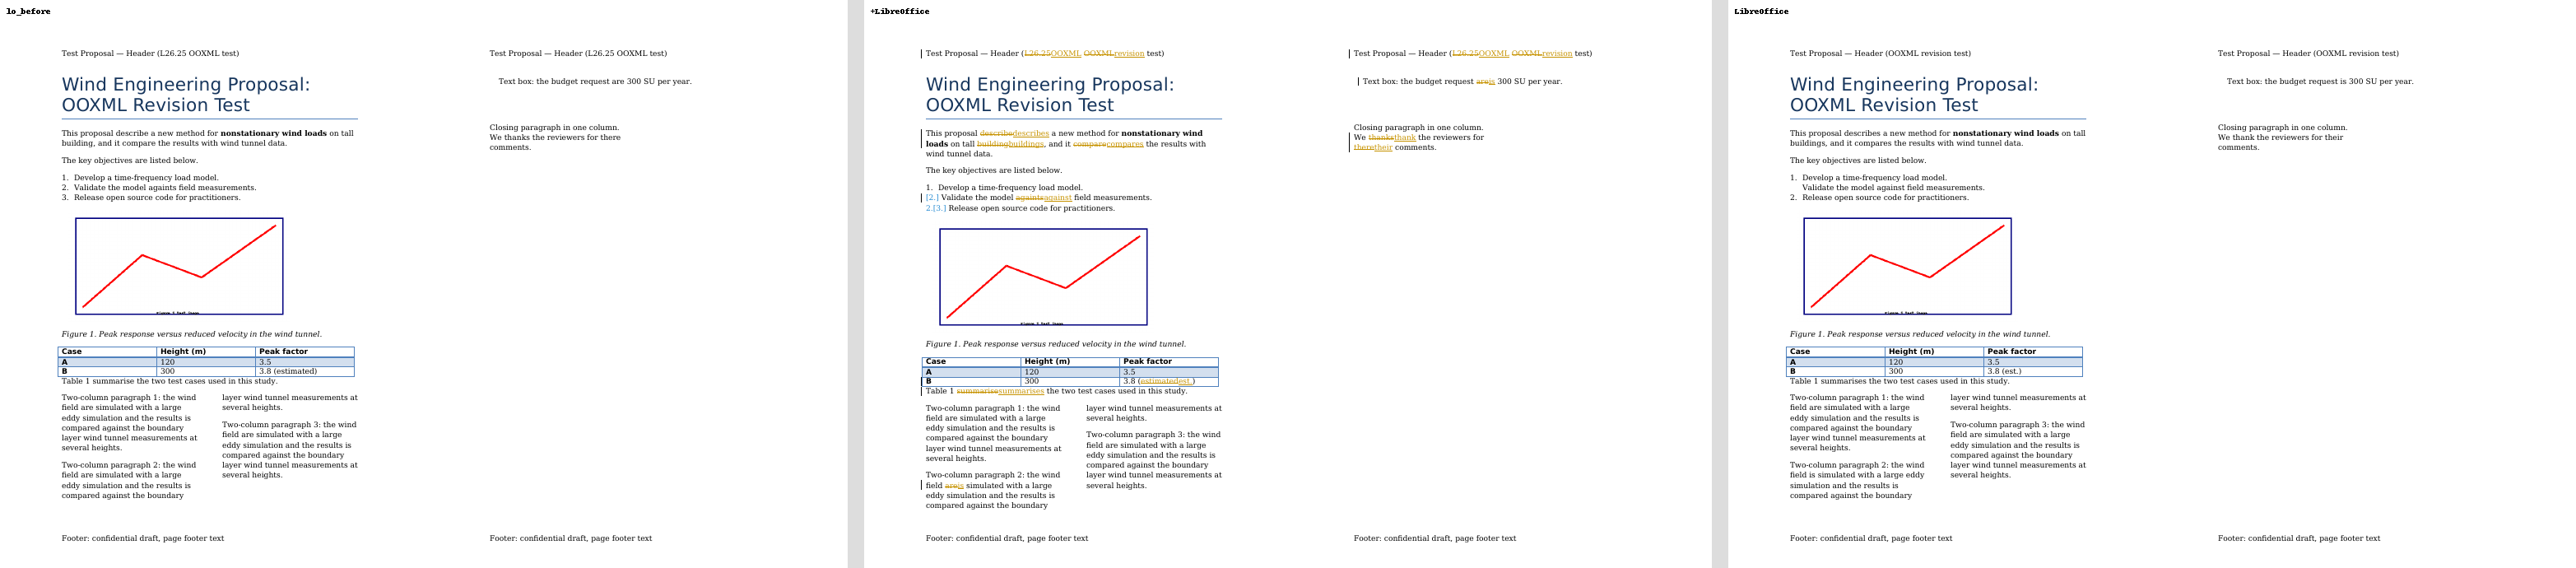 lo_before
Test Proposal — Header (L26.25 OOXML test)
Wind Engineering Proposal:
OOXML Revision Test
This proposal describe a new method for nonstationary wind loads on tall
building, and it compare the results with wind tunnel data.
The key objectives are listed below.
1. Develop a time-frequency load model.
2. Validate the model againts field measurements.
3. Release open source code for practitioners.
Figure 1. Peak response versus reduced velocity in the wind tunnel.
Case Height (m) Peak factor
A 120 3.5
B 300 3.8 (estimated)
Table 1 summarise the two test cases used in this study.
Two-column paragraph 1: the wind
field are simulated with a large
eddy simulation and the results is
compared against the boundary
layer wind tunnel measurements at
several heights.
Two-column paragraph 2: the wind
field are simulated with a large
eddy simulation and the results is
compared against the boundary
layer wind tunnel measurements at
several heights.
Two-column paragraph 3: the wind
field are simulated with a large
eddy simulation and the results is
compared against the boundary
layer wind tunnel measurements at
several heights.
Footer: confidential draft, page footer text
Test Proposal — Header (L26.25 OOXML test)
Text box: the budget request are 300 SU per year.
Closing paragraph in one column.
We thanks the reviewers for there
comments.
Footer: confidential draft, page footer text
+LibreOffice
Test Proposal — Header (L26.25OOXML OOXMLrevision test)
Wind Engineering Proposal:
OOXML Revision Test
This proposal describedescribes a new method for nonstationary wind
loads on tall buildingbuildings, and it comparecompares the results with
wind tunnel data.
The key objectives are listed below.
1. Develop a time-frequency load model.
[2.] Validate the model againtsagainst field measurements.
2.[3.] Release open source code for practitioners.
Figure 1. Peak response versus reduced velocity in the wind tunnel.
Case Height (m) Peak factor
A 120 3.5
B 300 3.8 (estimatedest.)
Table 1 summarisesummarises the two test cases used in this study.
Two-column paragraph 1: the wind
field are simulated with a large
eddy simulation and the results is
compared against the boundary
layer wind tunnel measurements at
several heights.
Two-column paragraph 2: the wind
field areis simulated with a large
eddy simulation and the results is
compared against the boundary
layer wind tunnel measurements at
several heights.
Two-column paragraph 3: the wind
field are simulated with a large
eddy simulation and the results is
compared against the boundary
layer wind tunnel measurements at
several heights.
Footer: confidential draft, page footer text
Test Proposal — Header (L26.25OOXML OOXMLrevision test)
Text box: the budget request areis 300 SU per year.
Closing paragraph in one column.
We thanksthank the reviewers for
theretheir comments.
Footer: confidential draft, page footer text
LibreOffice
Test Proposal — Header (OOXML revision test)
Wind Engineering Proposal:
OOXML Revision Test
This proposal describes a new method for nonstationary wind loads on tall
buildings, and it compares the results with wind tunnel data.
The key objectives are listed below.
1. Develop a time-frequency load model.
Validate the model against field measurements.
2. Release open source code for practitioners.
Figure 1. Peak response versus reduced velocity in the wind tunnel.
Case Height (m) Peak factor
A 120 3.5
B 300 3.8 (est.)
Table 1 summarises the two test cases used in this study.
Two-column paragraph 1: the wind
field are simulated with a large
eddy simulation and the results is
compared against the boundary
layer wind tunnel measurements at
several heights.
Two-column paragraph 2: the wind
field is simulated with a large eddy
simulation and the results is
compared against the boundary
layer wind tunnel measurements at
several heights.
Two-column paragraph 3: the wind
field are simulated with a large
eddy simulation and the results is
compared against the boundary
layer wind tunnel measurements at
several heights.
Footer: confidential draft, page footer text
Test Proposal — Header (OOXML revision test)
Text box: the budget request is 300 SU per year.
Closing paragraph in one column.
We thank the reviewers for their
comments.
Footer: confidential draft, page footer text